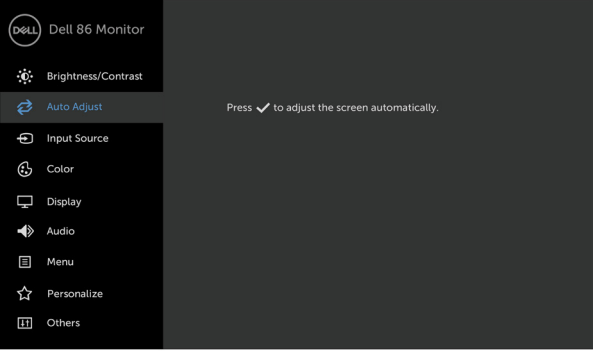 DELL Dell 86 Monitor
Brightness/Contrast
Auto Adjust
Press ✓ to adjust the screen automatically.
Input Source
Color
Display
Audio
Menu
Personalize
Others